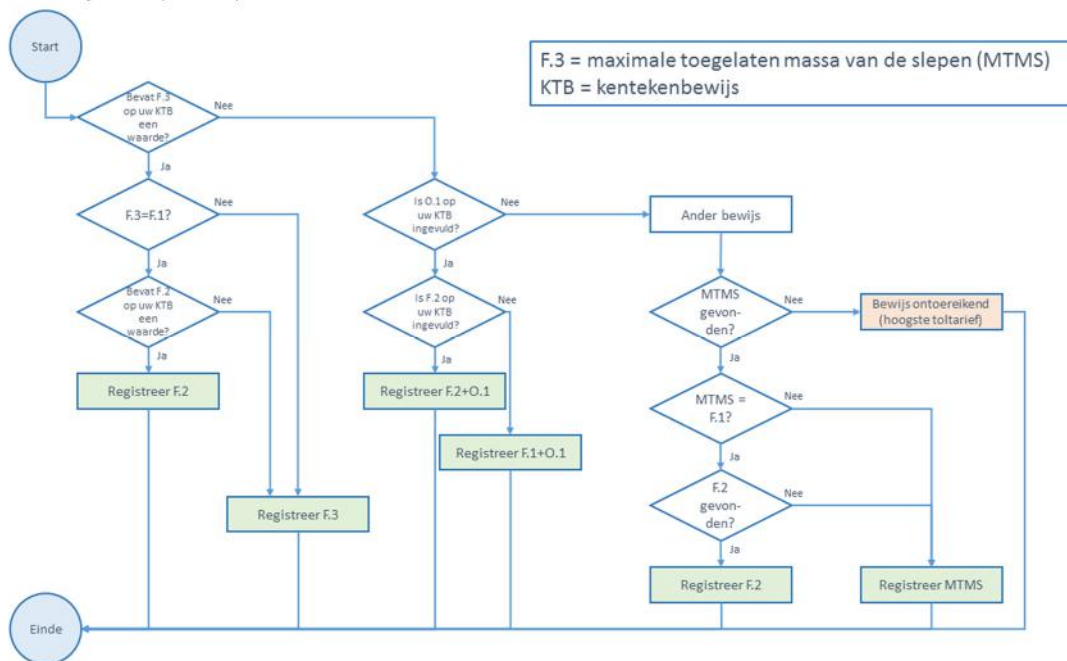 Start
F.3 = maximale toegelaten massa van de slepen (MTMS)
KTB = kentekenbewijs
Bevat F.3
op uw KTB
een
waarde?
Nee
Ja
F.3=F.1?
Nee
Ja
Bevat F.2
op uw KTB
een
waarde?
Nee
Ja
Registreer F.2
Registreer F.3
Is O.1 op
uw KTB
ingevuld?
Nee
Ja
Is F.2 op
uw KTB
ingevuld?
Nee
Ja
Registreer F.2+O.1
Registreer F.1+O.1
Ander bewijs
MTMS
gevon-
den?
Nee
Bewijs ontoereikend
(hoogste toltarief)
Ja
MTMS =
F.1?
Nee
Ja
F.2
gevon-
den?
Nee
Ja
Registreer F.2
Registreer MTMS
Einde